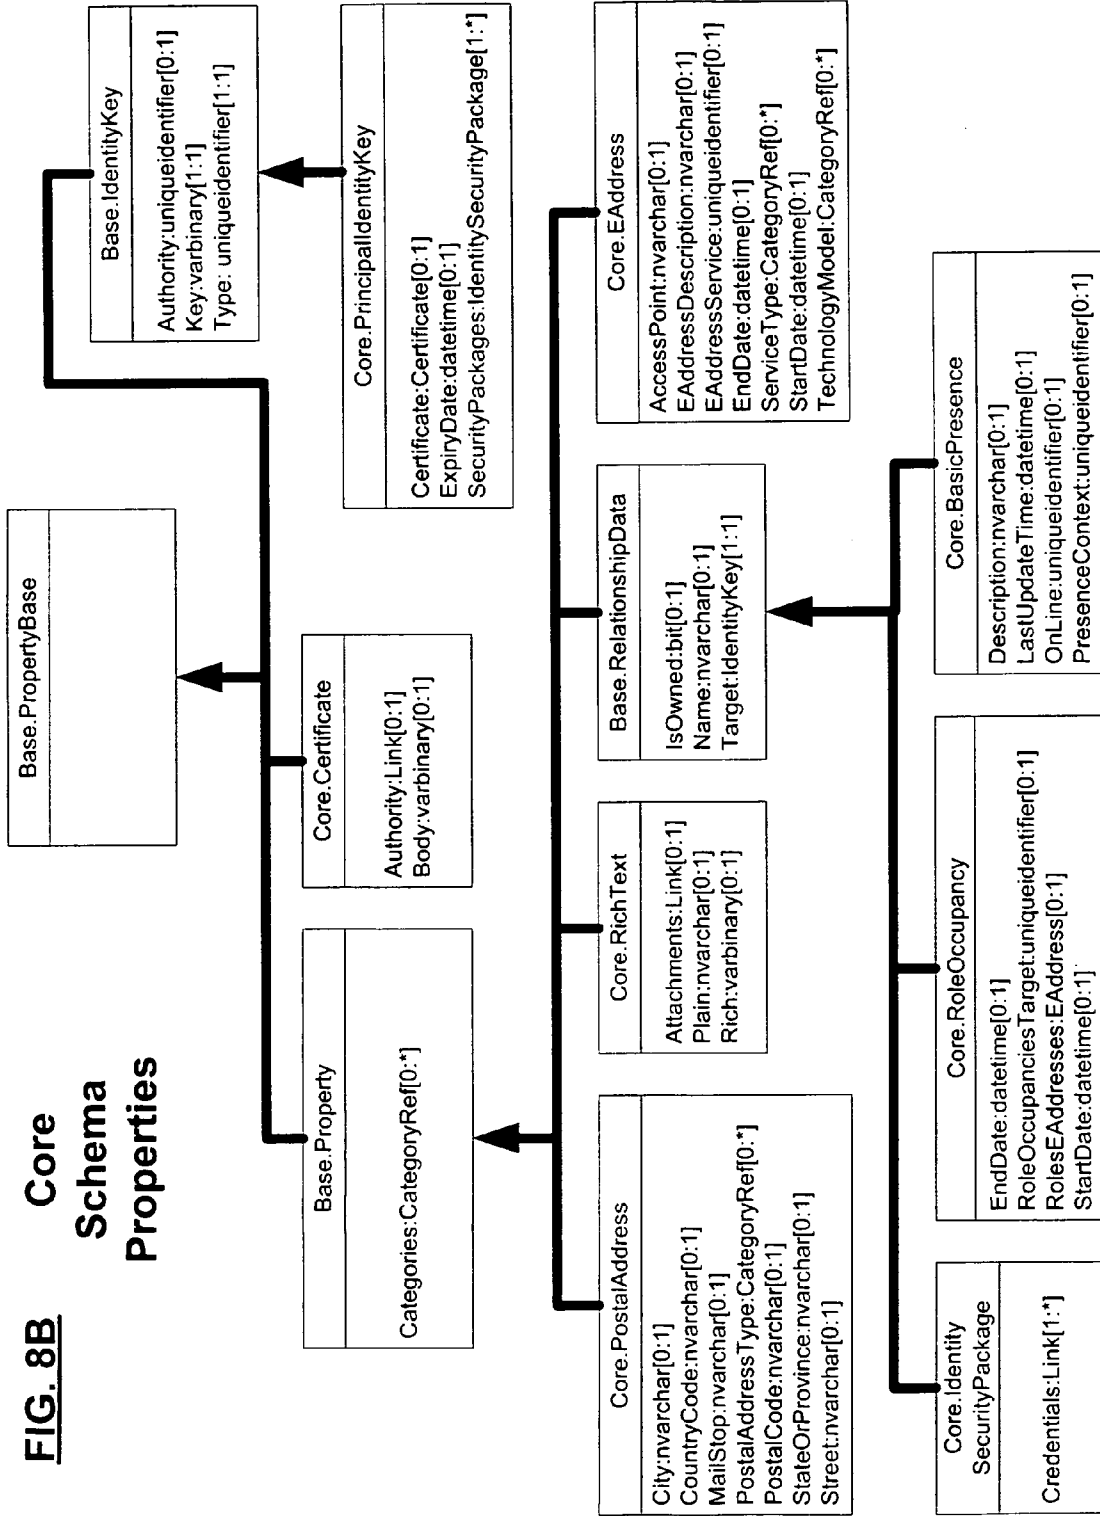 FIG. 8B
Core
Schema
Properties
Base.PropertyBase
Base.Property
Categories:CategoryRef[0:*]
Core.Certificate
Authority:Link[0:1]
Body:varbinary[0:1]
Base.IdentityKey
Authority:uniqueidentifier[0:1]
Key:varbinary[1:1]
Type: uniqueidentifier[1:1]
Core.PrincipalIdentityKey
Certificate:Certificate[0:1]
ExpiryDate:datetime[0:1]
SecurityPackages:IdentitySecurityPackage[1:*]
Core.PostalAddress
City:nvarchar[0:1]
CountryCode:nvarchar[0:1]
MailStop:nvarchar[0:1]
PostalAddressType:CategoryRef[0:*]
PostalCode:nvarchar[0:1]
StateOrProvince:nvarchar[0:1]
Street:nvarchar[0:1]
Core.RichText
Attachments:Link[0:1]
Plain:nvarchar[0:1]
Rich:varbinary[0:1]
Base.RelationshipData
IsOwned:bit[0:1]
Name:nvarchar[0:1]
Target:IdentityKey[1:1]
Core.EAddress
AccessPoint:nvarchar[0:1]
EAddressDescription:nvarchar[0:1]
EAddressService:uniqueidentifier[0:1]
EndDate:datetime[0:1]
ServiceType:CategoryRef[0:*]
StartDate:datetime[0:1]
TechnologyModel:CategoryRef[0:*]
Core.Identity
SecurityPackage
Credentials:Link[1:*]
Core.RoleOccupancy
EndDate:datetime[0:1]
RoleOccupanciesTarget:uniqueidentifier[0:1]
RolesEAddresses:EAddress[0:1]
StartDate:datetime[0:1]
Core.BasicPresence
Description:nvarchar[0:1]
LastUpdateTime:datetime[0:1]
OnLine:uniqueidentifier[0:1]
PresenceContext:uniqueidentifier[0:1]